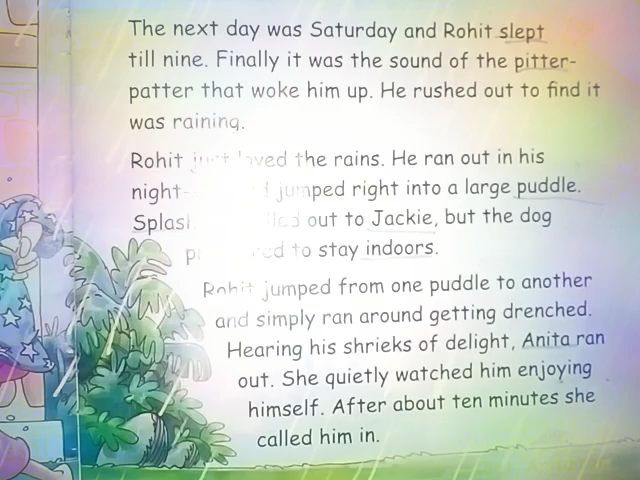 The next day was Saturday and Rohit slept
till nine. Finally it was the sound of the pitter-
patter that woke him up. He rushed out to find it
was raining.
Rohit just loved the rains. He ran out in his
night- jumped right into a large puddle.
out to Jackie, but the dog
to stay indoors.
Rohit jumped from one puddle to another
and simply ran around getting drenched.
Hearing his shrieks of delight, Anita ran
out. She quietly watched him enjoying
himself. After about ten minutes she
called him in.